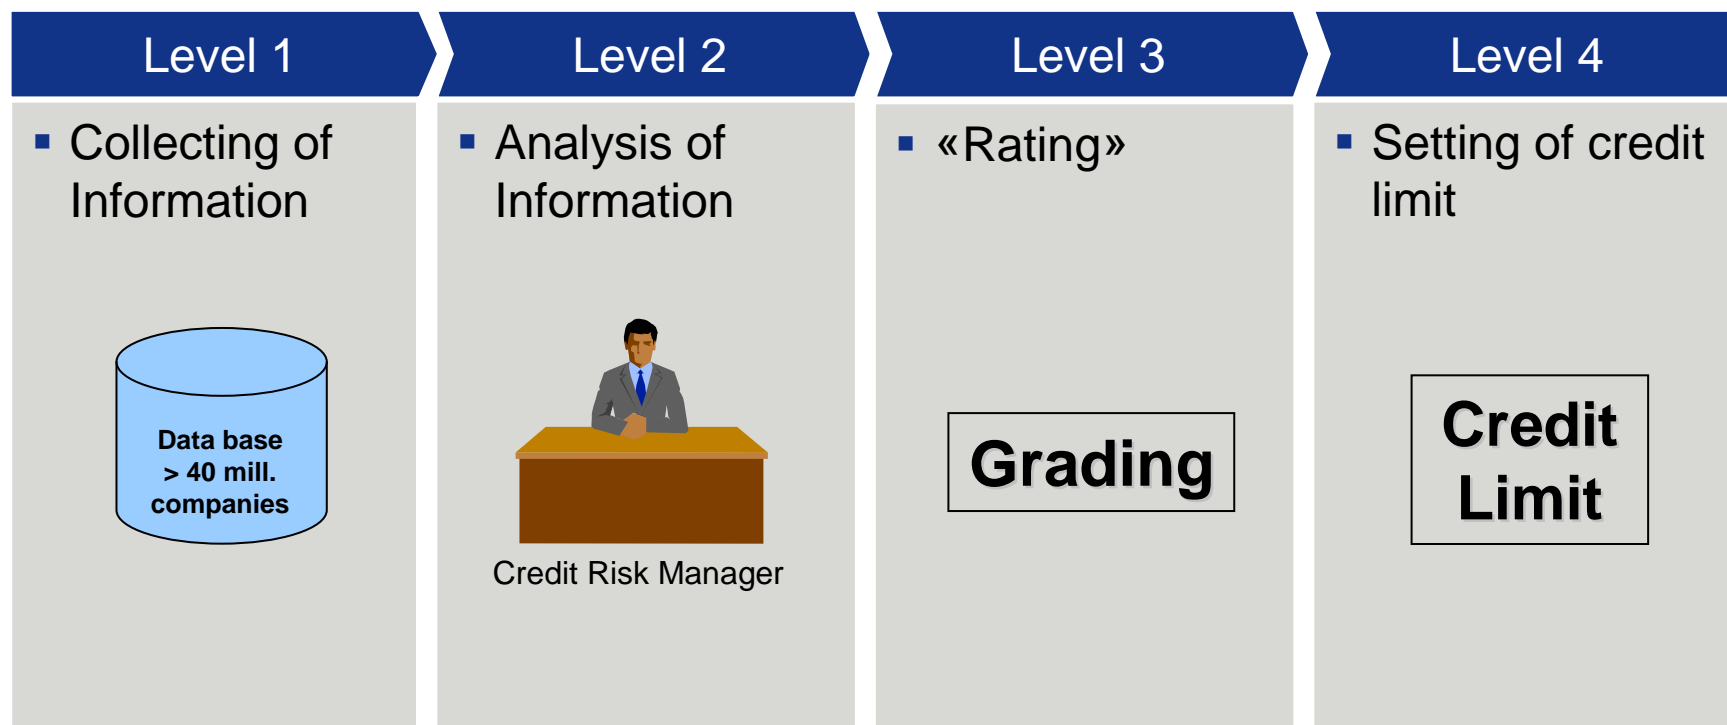 Level 1
Level 2
Level 3
Level 4
Collecting of
Information
Analysis of
Information
«Rating»
Setting of credit
limit
Data base
> 40 mill.
companies
Credit Risk Manager
Grading
Credit
Limit